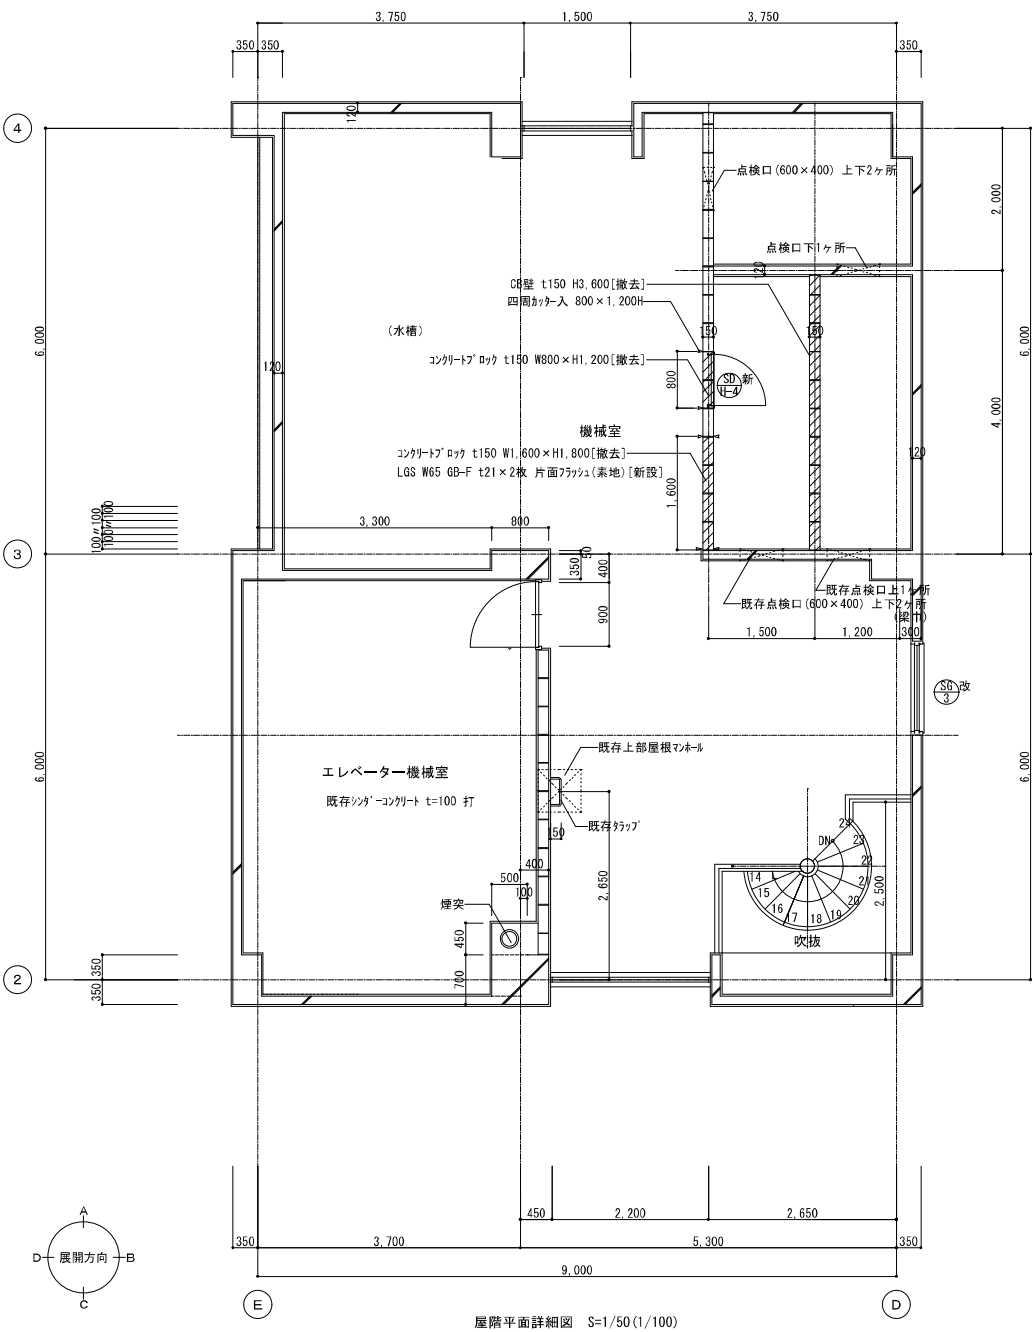 3,750
1,500
3,750
350
350
350
4
120
点検口(600×400) 上下2ヶ所
2,000
点検口下1ヶ所
120
CB壁 t150 H3,600[撤去]
四周カッター入 800×1,200H
(水槽)
150
150
6,000
6,000
コンクリートブロック t150 W800×H1,200[撤去]
120
800
SD
H-4
新
4,000
機械室
コンクリートブロック t150 W1,600×H1,800[撤去]
120
LGS W65 GB-F t21×2枚 片面フラッシュ(素地)[新設]
1,600
100〃100
100〃100
3,300
800
3
50
350
400
既存点検口上1ヶ所
既存点検口(600×400) 上下2ヶ所
(梁巾)
900
1,500
1,200
300
SG
3
改
既存上部屋根マンホール
6,000
6,000
エレベーター機械室
既存シンダーコンクリート t=100 打
既存タラップ
150
24
DN
23
22
400
500
100
2,650
14
15
16
17
18
19
20
21
2,500
煙突
450
吹抜
2
350
350
700
A
D
展開方向
B
C
450
2,200
2,650
350
3,700
5,300
350
9,000
E
D
屋階平面詳細図 S=1/50(1/100)